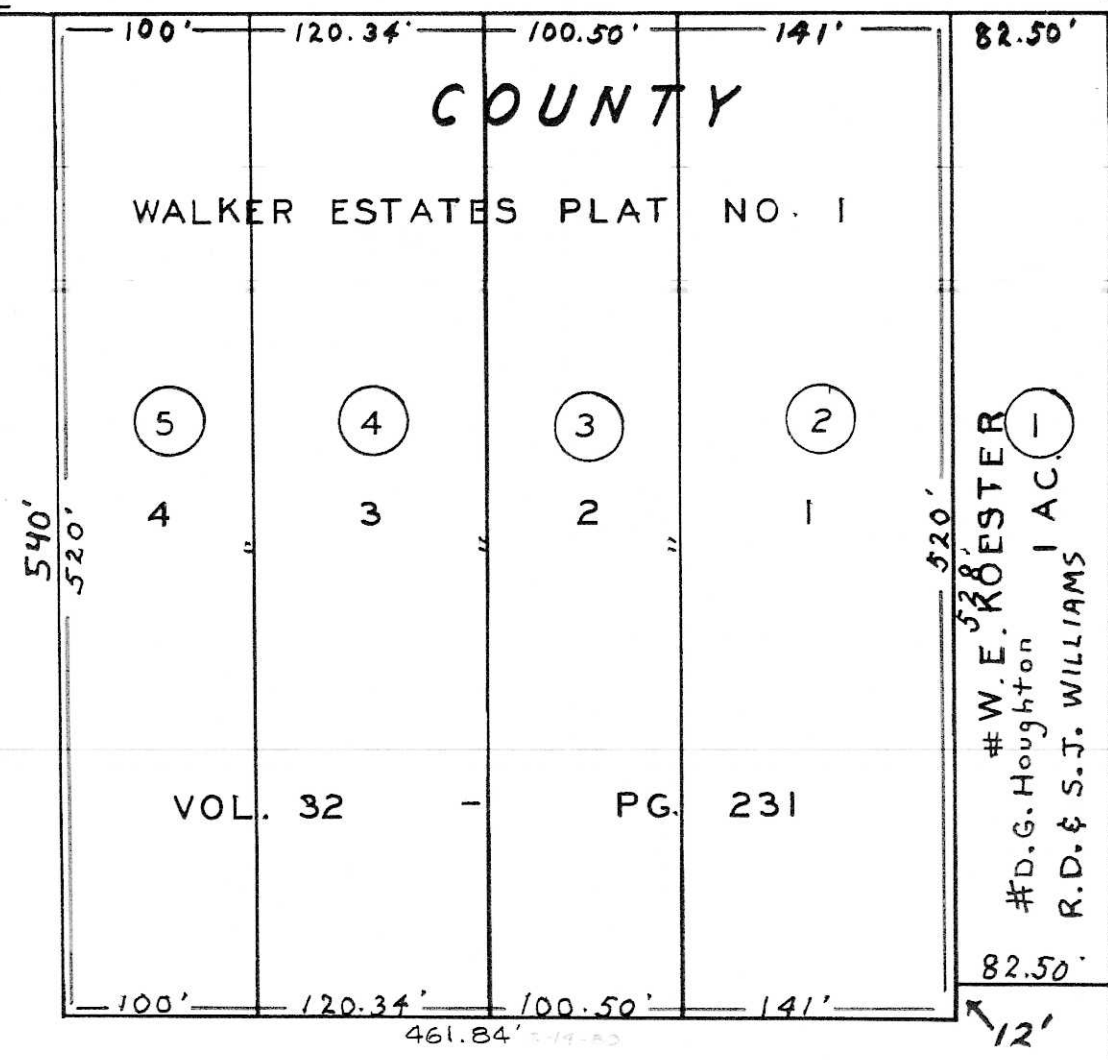 100' 120.34' 100.50' 141' 82.50'
COUNTY
WALKER ESTATES PLAT NO. 1
5 4 3 2 1
4 3 2 1
" " "
540'
520'
520'
528'
#W.E. KOESTER
1 AC.
#D.G. Houghton
R.D. & S.J. WILLIAMS
VOL. 32 - PG. 231
82.50'
100' 120.34' 100.50' 141'
12'
461.84'